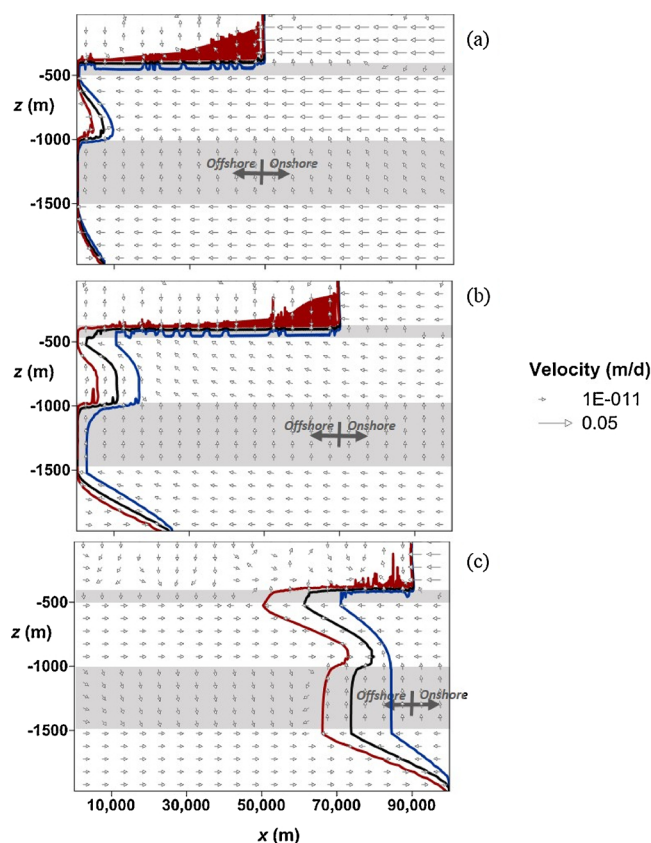 (a)
-500
z (m)
-1000
Offshore Onshore
-1500
(b)
-500
z (m)
-1000
Offshore Onshore
-1500
Velocity (m/d)
1E-011
0.05
(c)
-500
z (m)
-1000
Offshore Onshore
-1500
10,000 30,000 50,000 70,000 90,000
x (m)